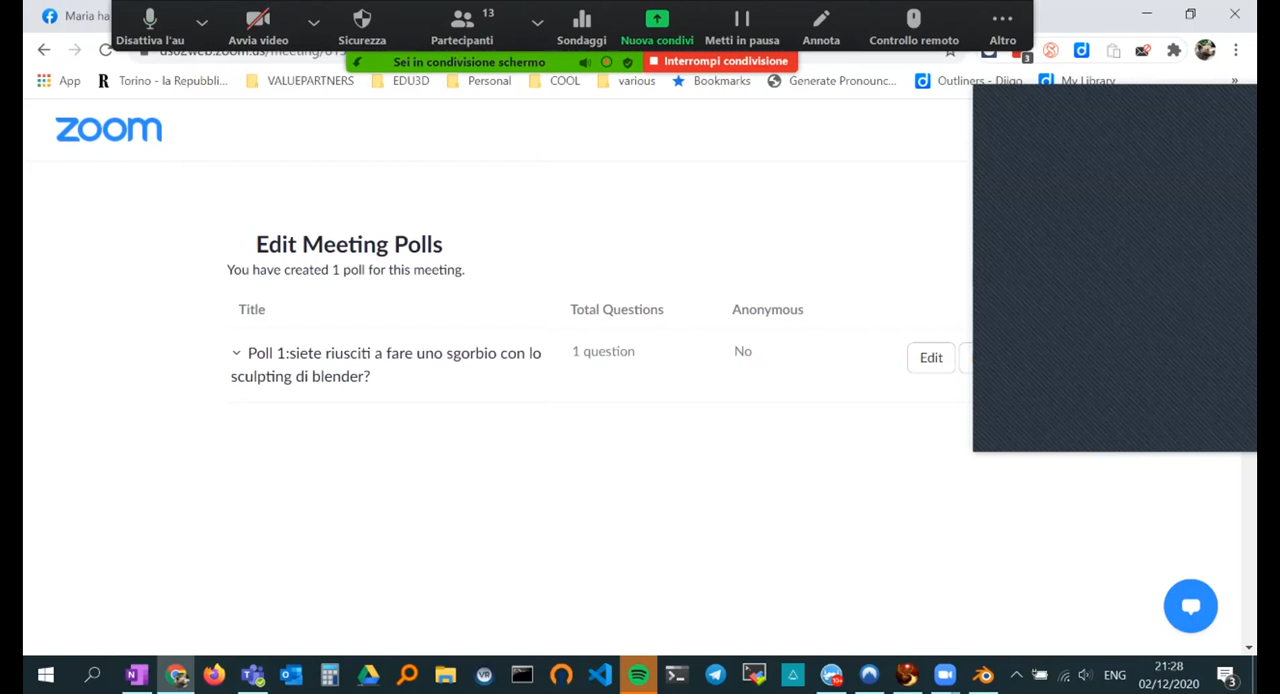 Maria ha
13
Disattiva l'au
Avvia video
Sicurezza
Partecipanti
Sondaggi
Nuova condivi
Metti in pausa
Annota
Controllo remoto
Altro
Sei in condivisione schermo
Interrompi condivisione
3
App
Torino - la Repubbli...
VALUEPARTNERS
EDU3D
Personal
COOL
various
Bookmarks
Generate Pronounc...
Outliners - Diigo
My Library
»
zoom
Edit Meeting Polls
You have created 1 poll for this meeting.
Title
Total Questions
Anonymous
Poll 1:siete riusciti a fare uno sgorbio con lo
sculpting di blender?
1 question
No
Edit
ENG
21:28
02/12/2020
3